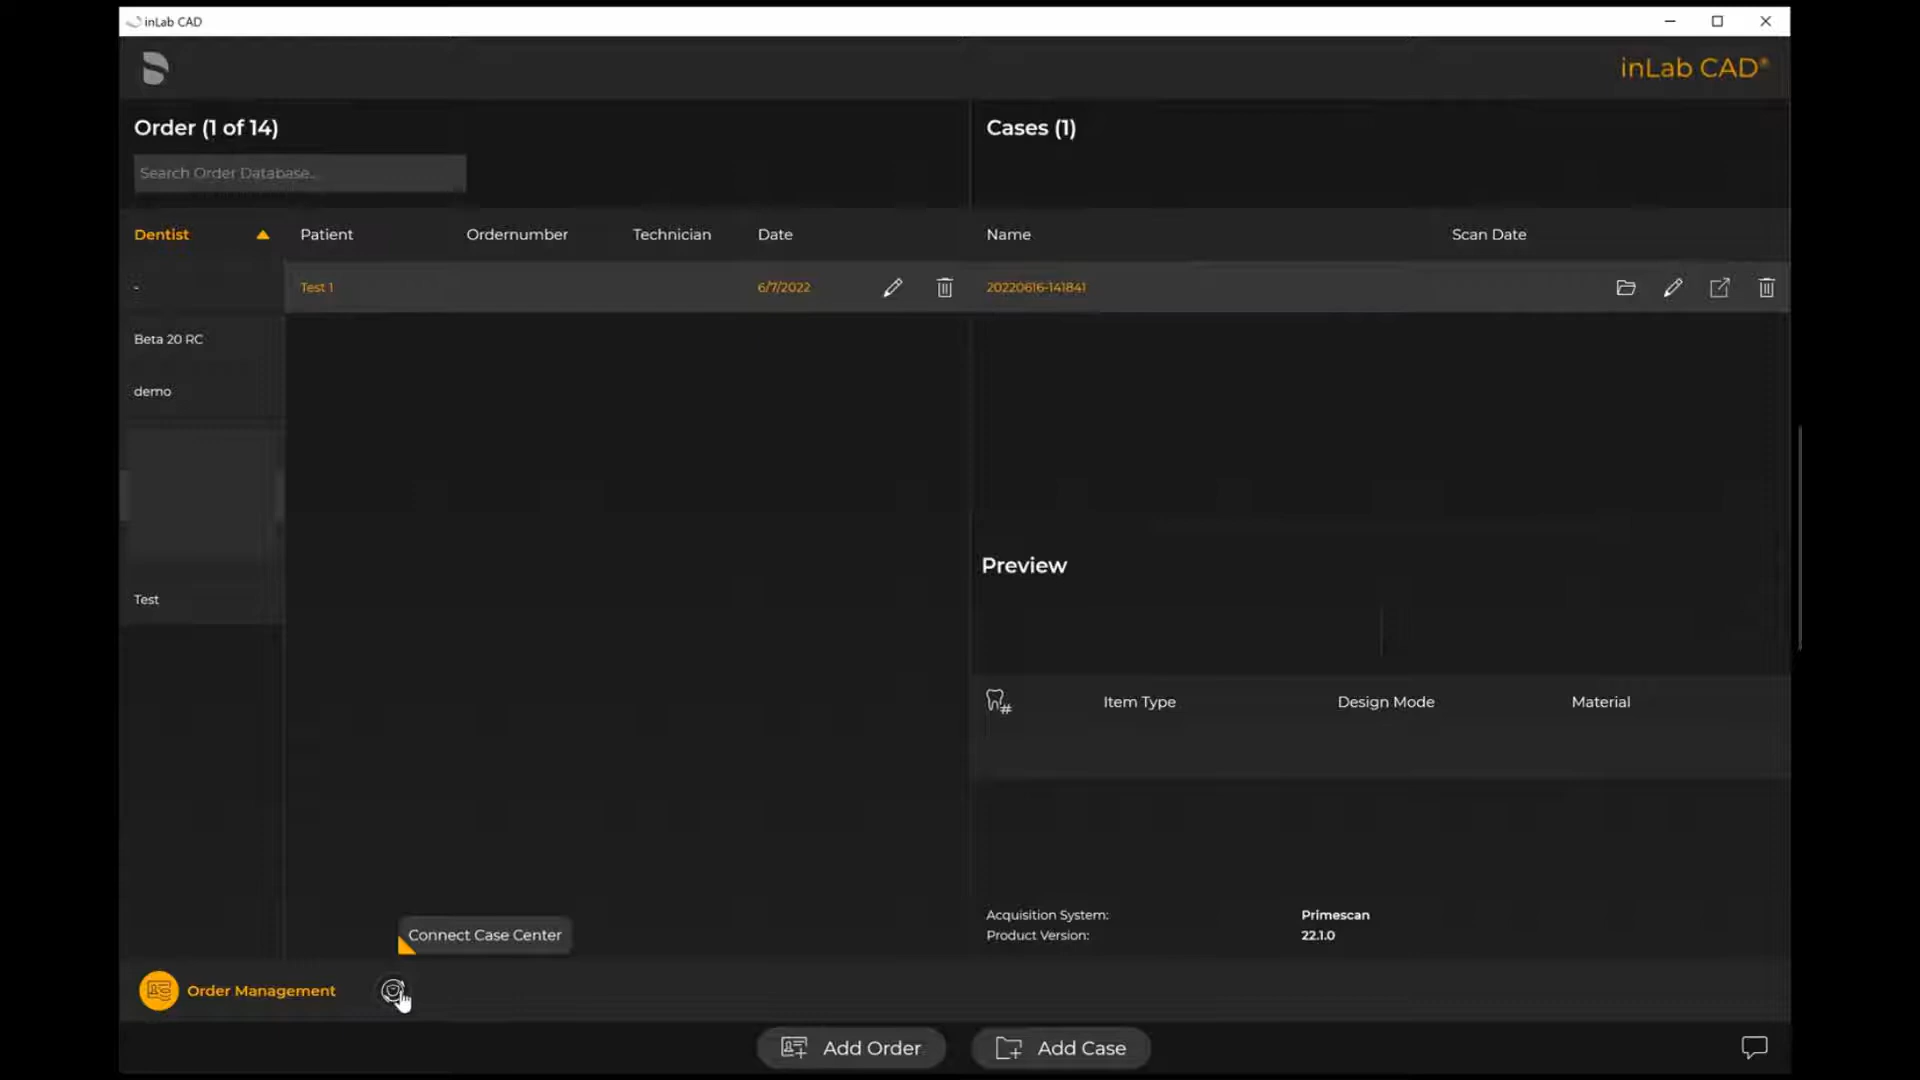 inLab CAD
inLab CAD®
Order (1 of 14)
Cases (1)
Search Order Database...
Dentist Patient Ordernumber Technician Date Name Scan Date
- Test 1 6/7/2022 20220616-141841
Beta 20 RC
demo
Preview
Test
# Item Type Design Mode Material
Acquisition System: Primescan
Product Version: 22.1.0
Connect Case Center
Order Management
Add Order Add Case